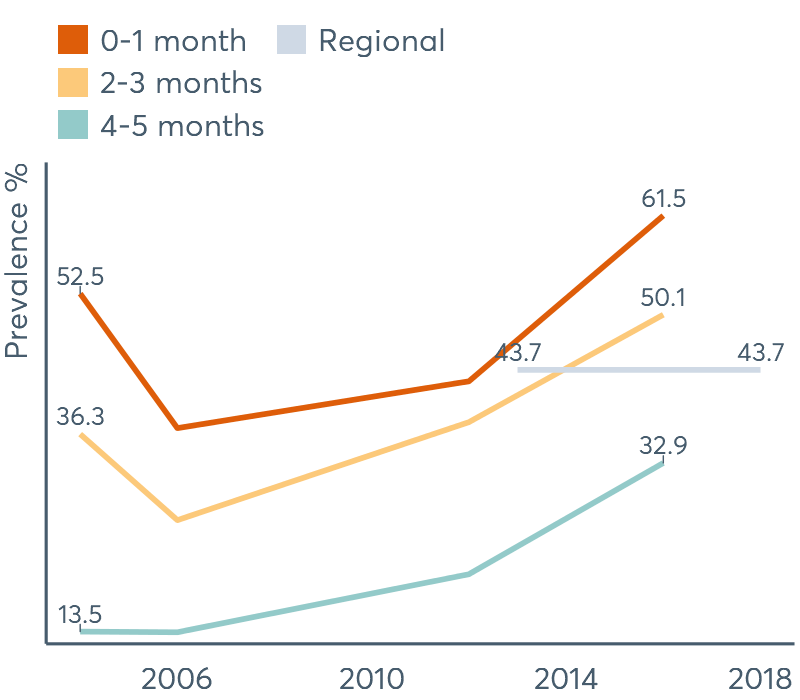 0-1 month
Regional
2-3 months
4-5 months
Prevalence %
61.5
52.5
50.1
43.7
43.7
36.3
32.9
13.5
2006
2010
2014
2018